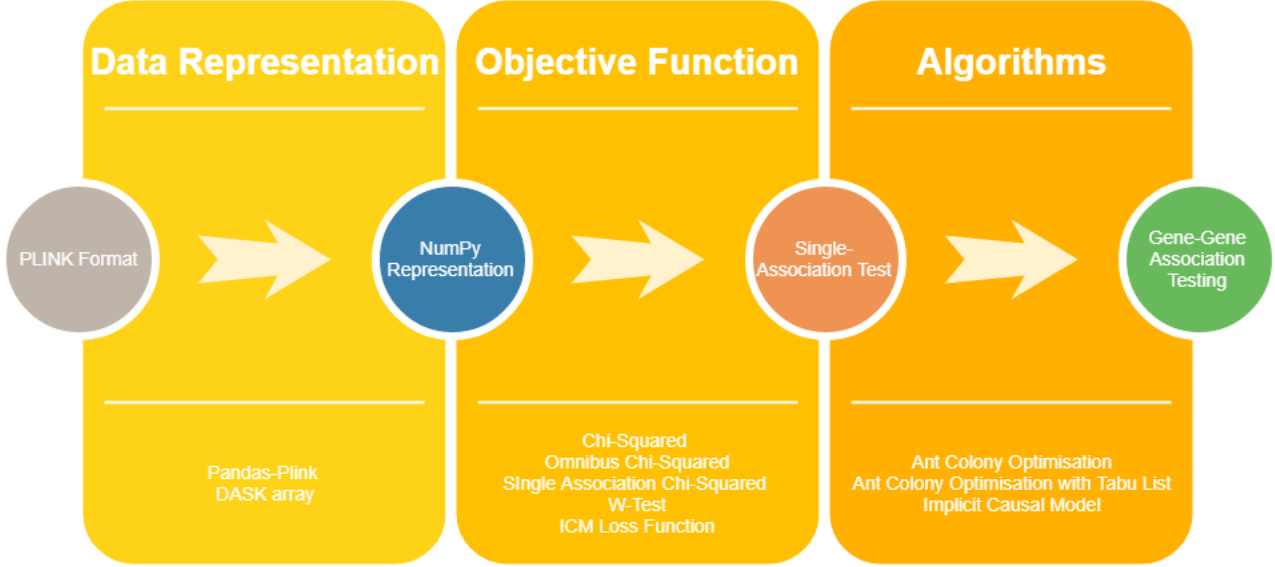 Data Representation
Objective Function
Algorithms
PLINK Format
NumPy
Representation
Single-
Association Test
Gene-Gene
Association
Testing
Pandas-Plink
DASK array
Chi-Squared
Omnibus Chi-Squared
SIngle Association Chi-Squared
W-Test
ICM Loss Function
Ant Colony Optimisation
Ant Colony Optimisation with Tabu List
Implicit Causal Model